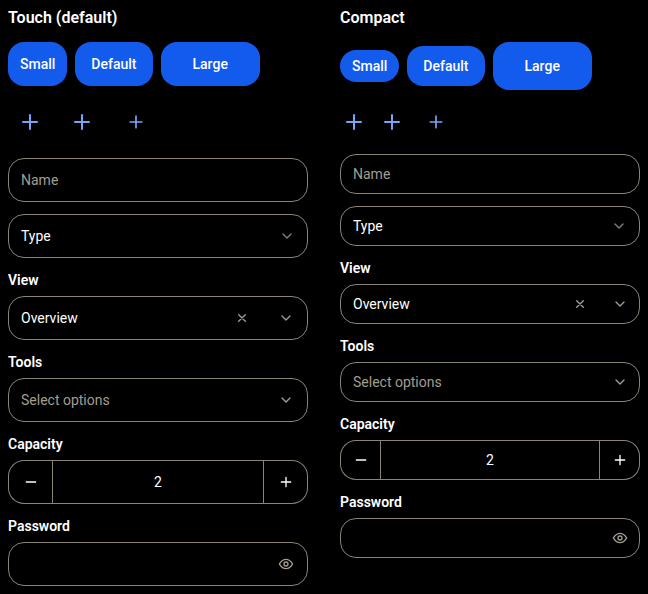 Touch (default)
Small
Default
Large
Name
Type
View
Overview
Tools
Select options
Capacity
2
Password
Compact
Small
Default
Large
Name
Type
View
Overview
Tools
Select options
Capacity
2
Password